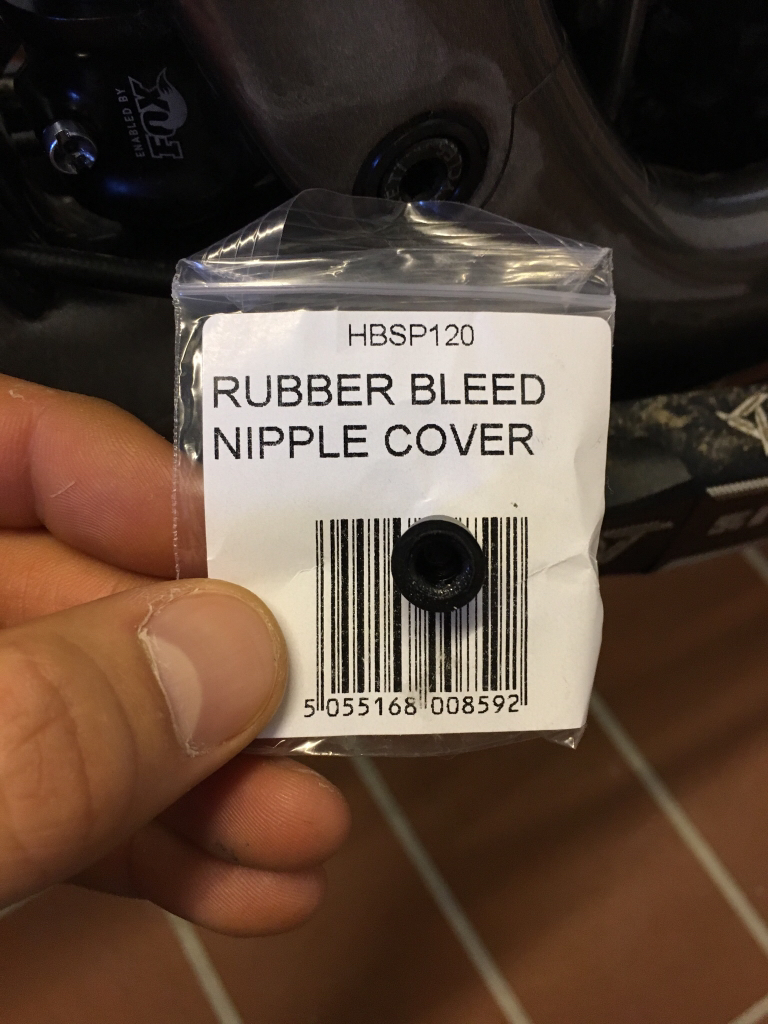 ENABLED BY
FOX
HBSP120
RUBBER BLEED
NIPPLE COVER
5 055168 008592